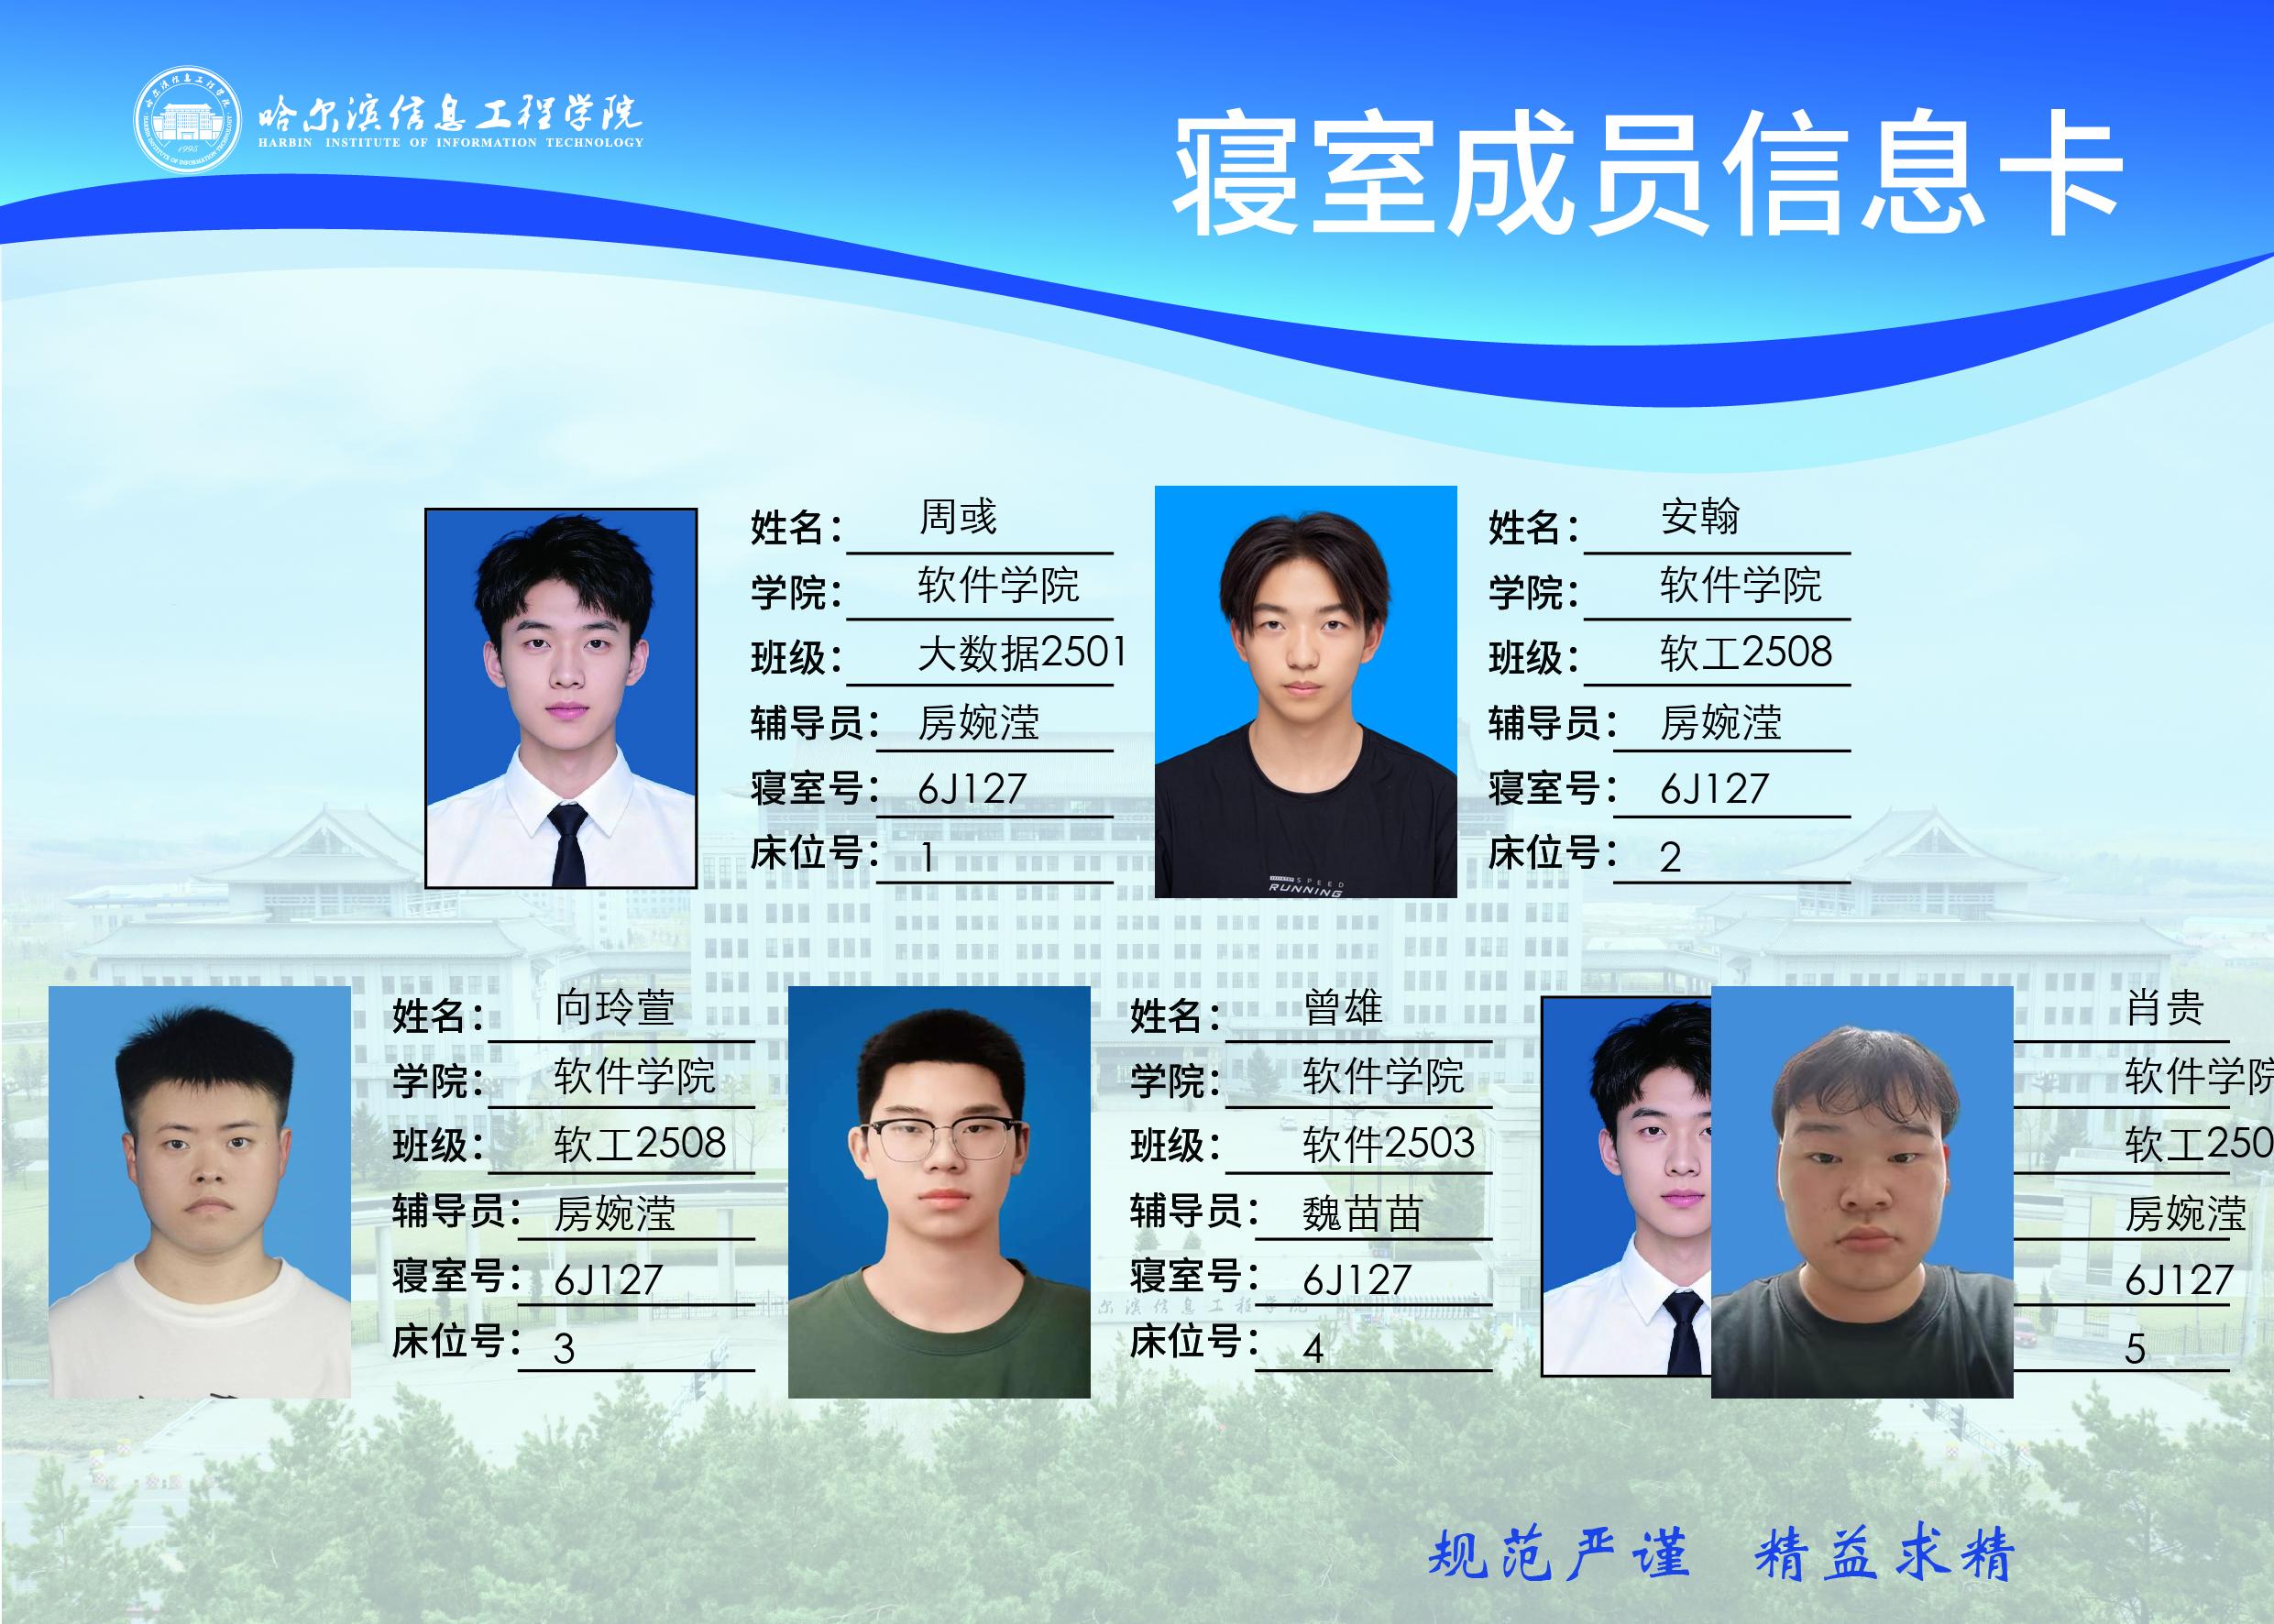 哈尔滨信息工程学院
HARBIN INSTITUTE OF INFORMATION TECHNOLOGY
1995
寝室成员信息卡
姓名： 周彧
学院： 软件学院
班级： 大数据2501
辅导员： 房婉滢
寝室号： 6J127
床位号： 1
姓名： 安翰
学院： 软件学院
班级： 软工2508
辅导员： 房婉滢
寝室号： 6J127
床位号： 2
SPEED
RUNNING
姓名： 向玲萱
学院： 软件学院
班级： 软工2508
辅导员： 房婉滢
寝室号： 6J127
床位号： 3
姓名： 曾雄
学院： 软件学院
班级： 软件2503
辅导员： 魏苗苗
寝室号： 6J127
床位号： 4
肖贵
软件学院
软工250
房婉滢
6J127
5
规范严谨 精益求精